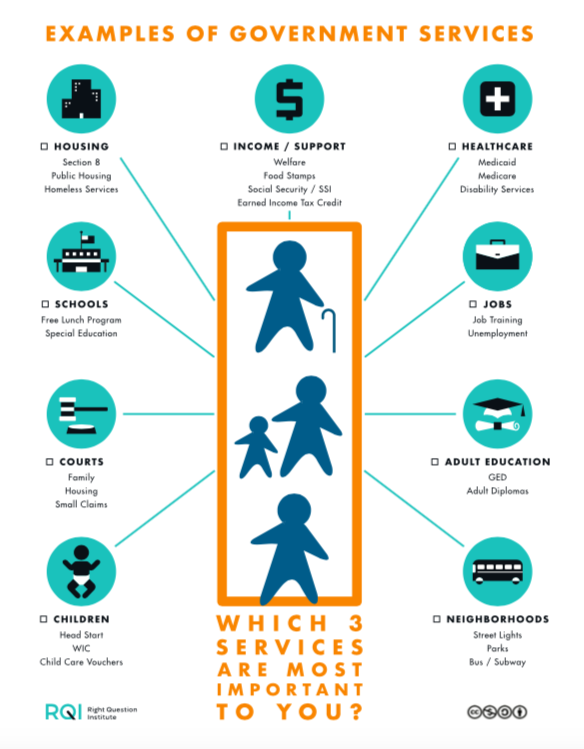 EXAMPLES OF GOVERNMENT SERVICES
HOUSING
Section 8
Public Housing
Homeless Services
INCOME / SUPPORT
Welfare
Food Stamps
Social Security / SSI
Earned Income Tax Credit
HEALTHCARE
Medicaid
Medicare
Disability Services
SCHOOLS
Free Lunch Program
Special Education
JOBS
Job Training
Unemployment
COURTS
Family
Housing
Small Claims
ADULT EDUCATION
GED
Adult Diplomas
CHILDREN
Head Start
WIC
Child Care Vouchers
NEIGHBORHOODS
Street Lights
Parks
Bus / Subway
WHICH 3
SERVICES
ARE MOST
IMPORTANT
TO YOU?
RQI Right Question
Institute
cc